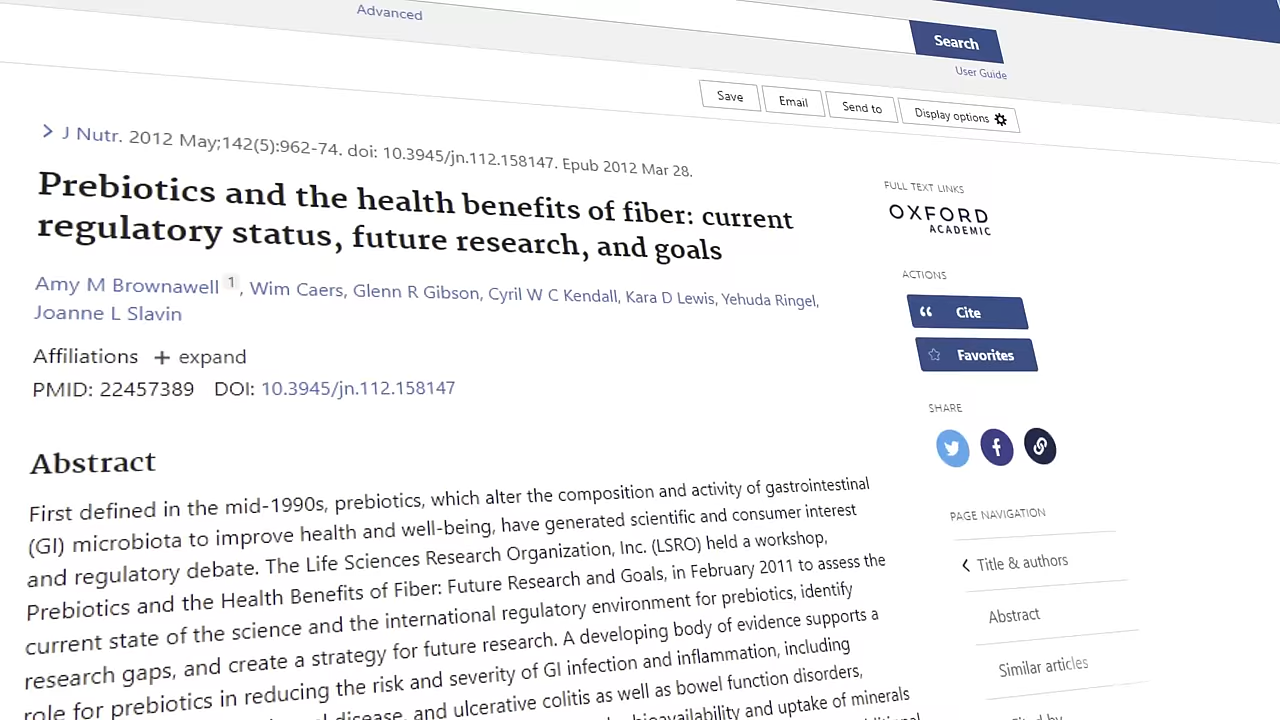 Advanced
Search
User Guide
Save
Email
Send to
Display options
J Nutr. 2012 May;142(5):962-74. doi: 10.3945/jn.112.158147. Epub 2012 Mar 28.
Prebiotics and the health benefits of fiber: current
regulatory status, future research, and goals
Amy M Brownawell 1, Wim Caers, Glenn R Gibson, Cyril W C Kendall, Kara D Lewis, Yehuda Ringel,
Joanne L Slavin
Affiliations + expand
PMID: 22457389 DOI: 10.3945/jn.112.158147
Abstract
First defined in the mid-1990s, prebiotics, which alter the composition and activity of gastrointestinal
(GI) microbiota to improve health and well-being, have generated scientific and consumer interest
and regulatory debate. The Life Sciences Research Organization, Inc. (LSRO) held a workshop,
Prebiotics and the Health Benefits of Fiber: Future Research and Goals, in February 2011 to assess the
current state of the science and the international regulatory environment for prebiotics, identify
research gaps, and create a strategy for future research. A developing body of evidence supports a
role for prebiotics in reducing the risk and severity of GI infection and inflammation, including
disease, and ulcerative colitis as well as bowel function disorders,
bioavailability and uptake of minerals
FULL TEXT LINKS
OXFORD
ACADEMIC
ACTIONS
Cite
Favorites
SHARE
PAGE NAVIGATION
Title & authors
Abstract
Similar articles
Cited by